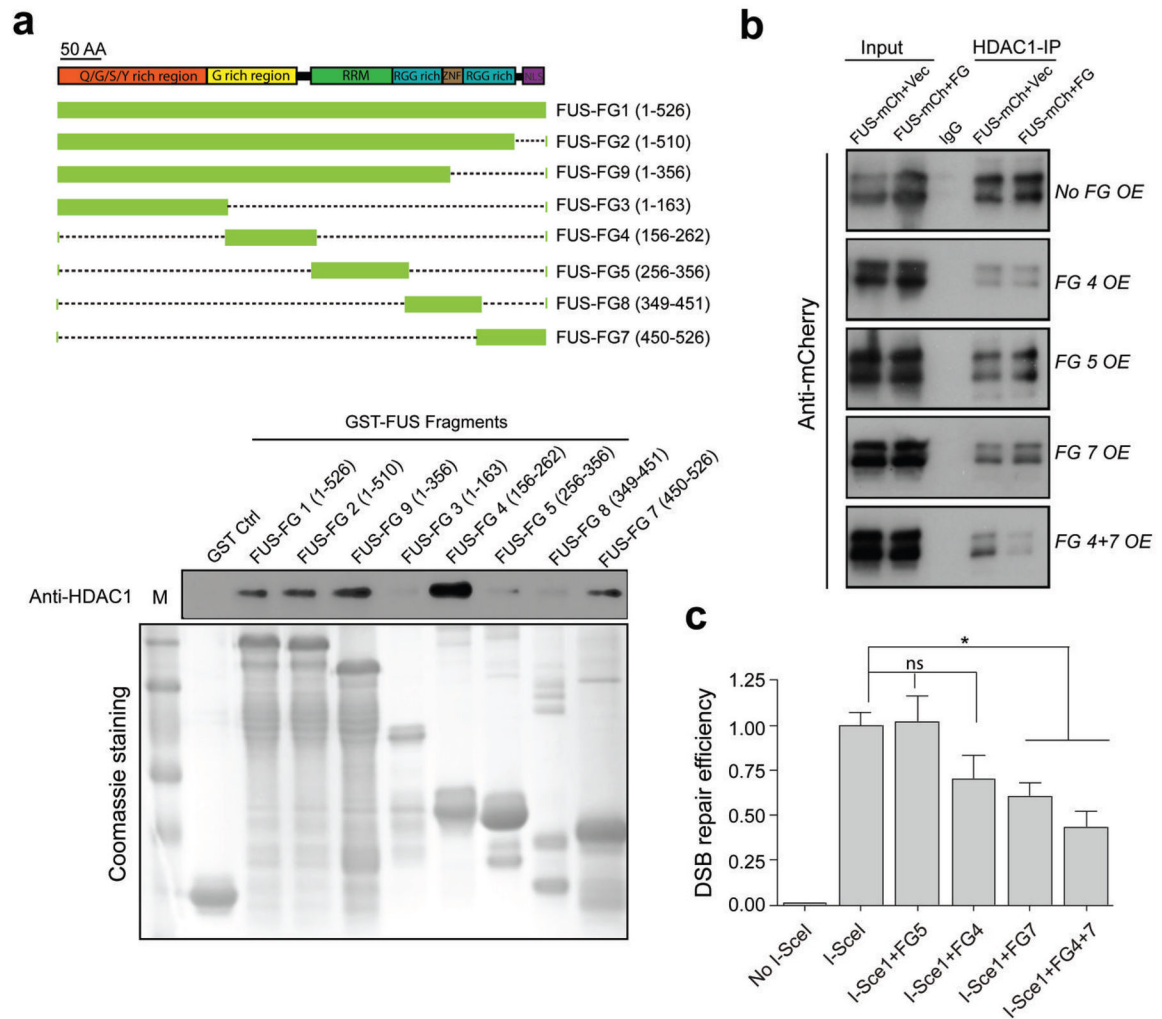 a
50 AA
Q/G/S/Y rich region G rich region RRM RGG rich ZNF RGG rich NLS
FUS-FG1 (1-526)
FUS-FG2 (1-510)
FUS-FG9 (1-356)
FUS-FG3 (1-163)
FUS-FG4 (156-262)
FUS-FG5 (256-356)
FUS-FG8 (349-451)
FUS-FG7 (450-526)
GST-FUS Fragments
GST Ctrl
FUS-FG 1 (1-526)
FUS-FG 2 (1-510)
FUS-FG 9 (1-356)
FUS-FG 3 (1-163)
FUS-FG 4 (156-262)
FUS-FG 5 (256-356)
FUS-FG 8 (349-451)
FUS-FG 7 (450-526)
Anti-HDAC1 M
Coomassie staining
b
Input HDAC1-IP
FUS-mCh+Vec
FUS-mCh+FG
IgG
FUS-mCh+Vec
FUS-mCh+FG
Anti-mCherry
No FG OE
FG 4 OE
FG 5 OE
FG 7 OE
FG 4+7 OE
c
*
ns
DSB repair efficiency
1.25
1.00
0.75
0.50
0.25
0.00
No I-SceI
I-SceI
I-Sce1+FG5
I-Sce1+FG4
I-Sce1+FG7
I-Sce1+FG4+7